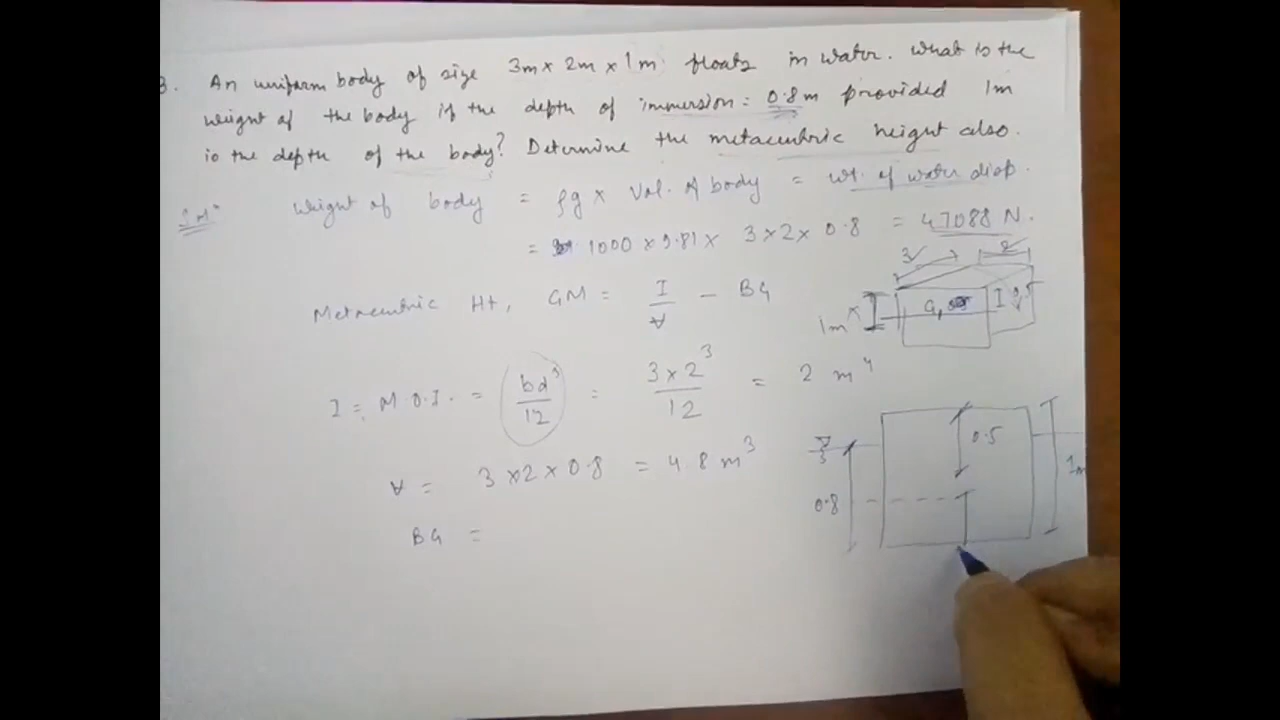 3. An uniform body of size 3m x 2m x 1m floats in water. What is the
weight of the body if the depth of immersion = 0.8m provided 1m
is the depth of the body? Determine the metacentric height also.
Weight of body = ρg x Vol. of body = wt. of water disp.
= 1000 x 9.81 x 3 x 2 x 0.8 = 47088 N.
3 2
Metacentric Ht, GM = I/∀ - BG
1m G,
I = M.O.I. = bd³/12 = 3 x 2³/12 = 2 m⁴
0.5
∀ = 3 x 2 x 0.8 = 4.8 m³
0.8 1m
BG =